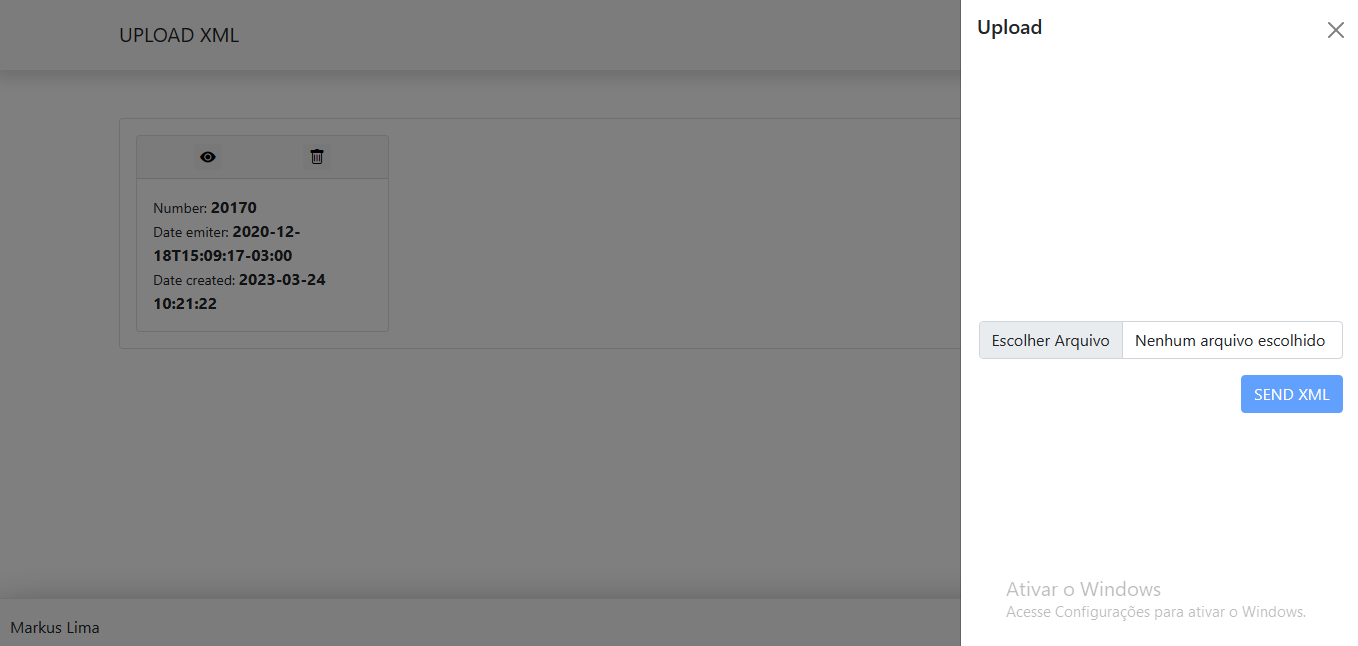 UPLOAD XML
Number: 20170
Date emiter: 2020-12-
18T15:09:17-03:00
Date created: 2023-03-24
10:21:22
Markus Lima
Upload
Escolher Arquivo Nenhum arquivo escolhido
SEND XML
Ativar o Windows
Acesse Configurações para ativar o Windows.